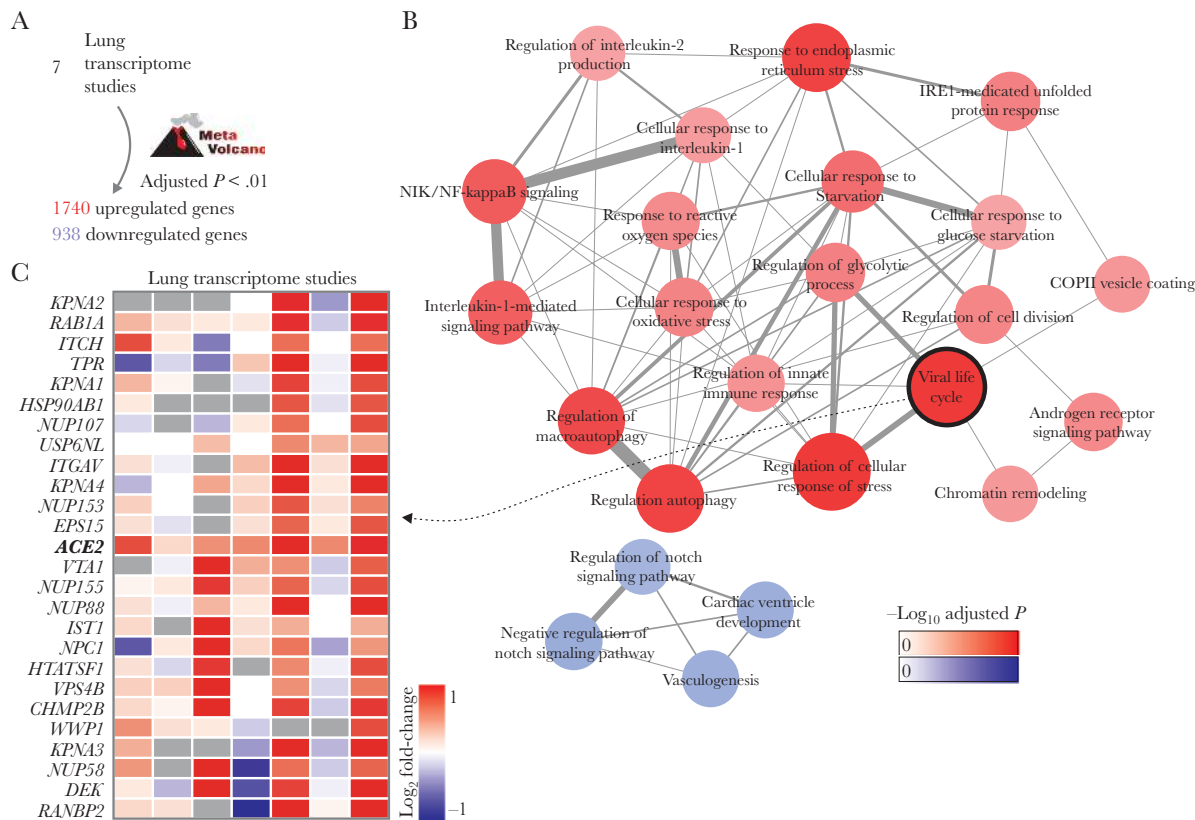 A
7
Lung
transcriptome
studies
Meta
Volcano
Adjusted P < .01
1740 upregulated genes
938 downregulated genes
B
Regulation of interleukin-2
production
Response to endoplasmic
reticulum stress
IRE1-medicated unfolded
protein response
Cellular response to
interleukin-1
NIK/NF-kappaB signaling
Cellular response to
Starvation
Response to reactive
oxygen species
Cellular response to
glucose starvation
Regulation of glycolytic
process
COPII vesicle coating
Interleukin-1-mediated
signaling pathway
Cellular response to
oxidative stress
Regulation of cell division
Regulation of innate
immune response
Viral life
cycle
Regulation of
macroautophagy
Androgen receptor
signaling pathway
Regulation autophagy
Regulation of cellular
response of stress
Chromatin remodeling
Regulation of notch
signaling pathway
Cardiac ventricle
development
Negative regulation of
notch signaling pathway
Vasculogenesis
–Log10 adjusted P
0
0
C
Lung transcriptome studies
KPNA2
RAB1A
ITCH
TPR
KPNA1
HSP90AB1
NUP107
USP6NL
ITGAV
KPNA4
NUP153
EPS15
ACE2
VTA1
NUP155
NUP88
IST1
NPC1
HTATSF1
VPS4B
CHMP2B
WWP1
KPNA3
NUP58
DEK
RANBP2
Log2 fold-change
1
–1